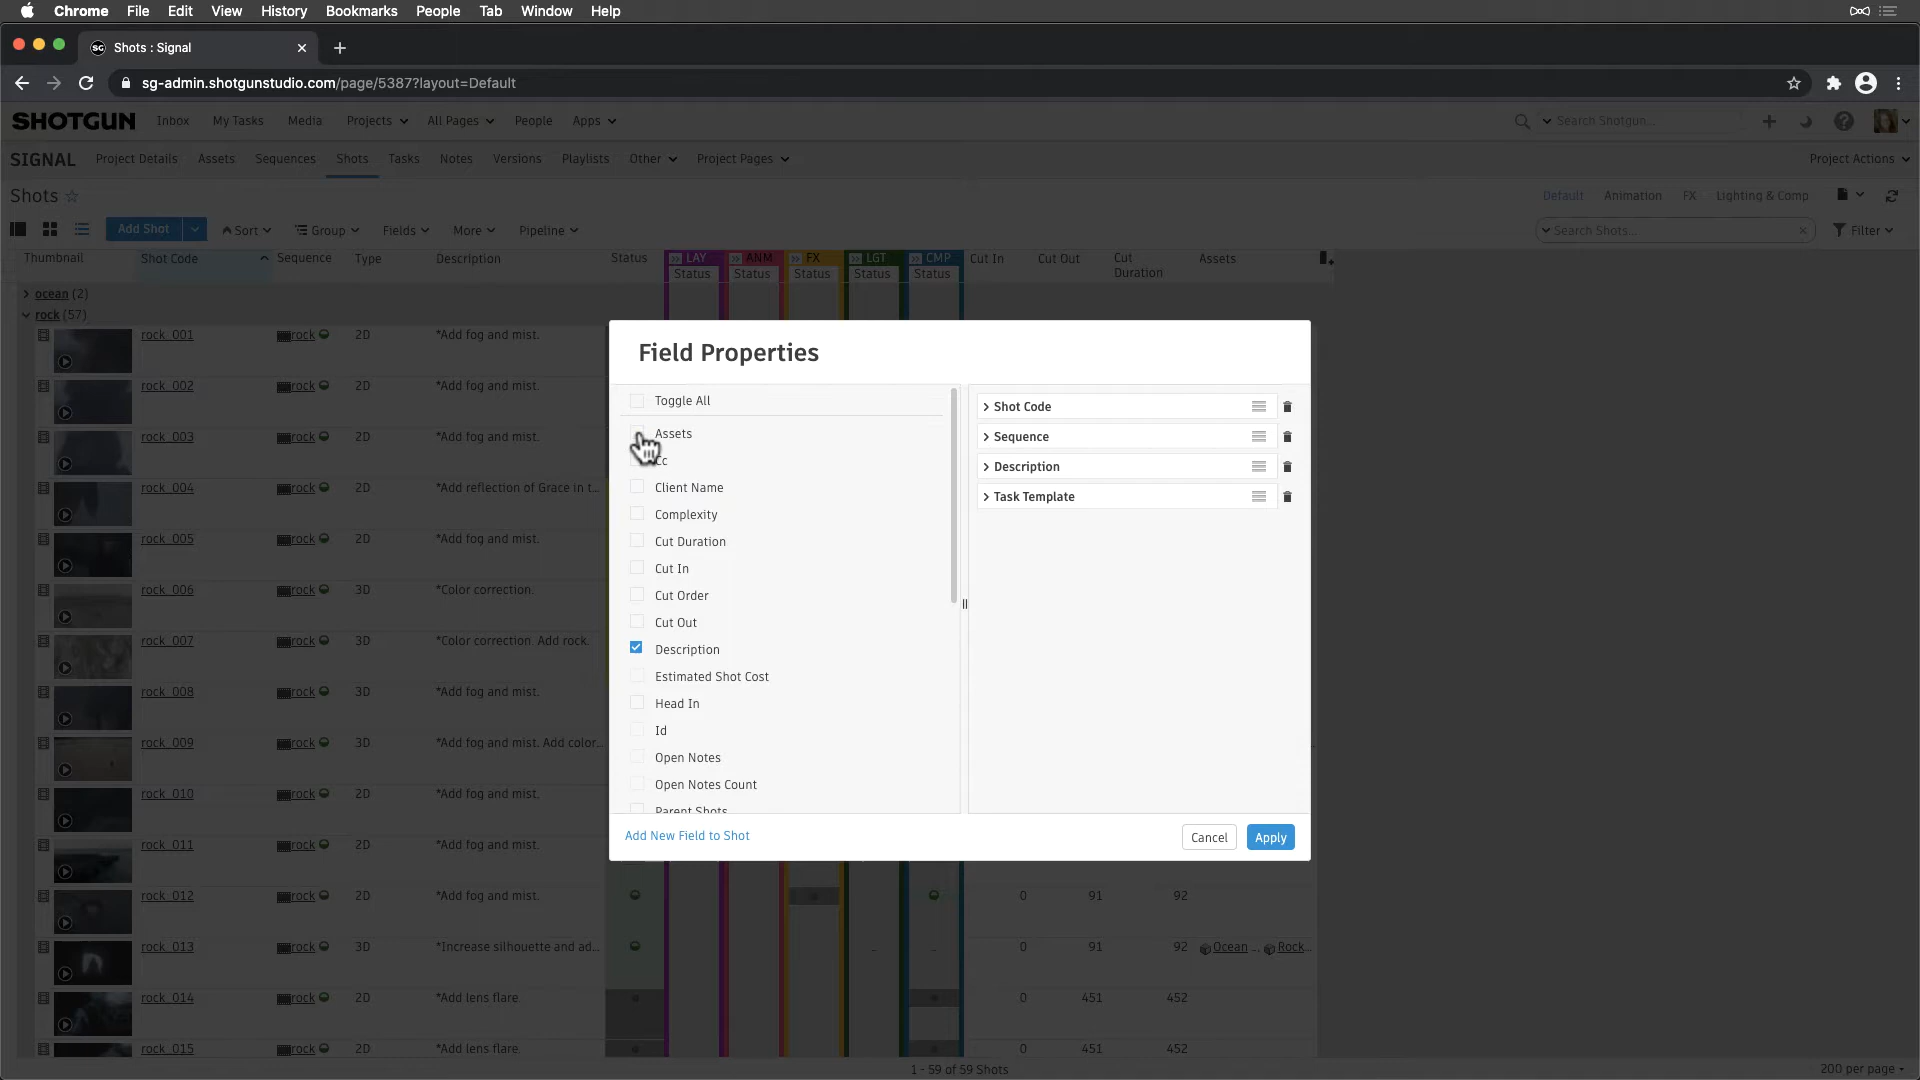 Chrome File Edit View History Bookmarks People Tab Window Help
SG Shots : Signal
sg-admin.shotgunstudio.com/page/5387?layout=Default
SHOTGUN Inbox My Tasks Media Projects All Pages People Apps Search Shotgun...
SIGNAL Project Details Assets Sequences Shots Tasks Notes Versions Playlists Other Project Pages Project Actions
Shots Default Animation FX Lighting & Comp
Add Shot Sort Group Fields More Pipeline Search Shots... Filter
Thumbnail Shot Code Sequence Type Description Status LAY ANM FX LGT CMP Cut In Cut Out Cut Duration Assets
Status Status Status Status Status
ocean (2)
rock (57)
rock_001 rock 2D *Add fog and mist.
rock_002 rock 2D *Add fog and mist.
rock_003 rock 2D *Add fog and mist.
rock_004 rock 2D *Add reflection of Grace in t...
rock_005 rock 2D *Add fog and mist.
rock_006 rock 3D *Color correction.
rock_007 rock 3D *Color correction. Add rock.
rock_008 rock 3D *Add fog and mist.
rock_009 rock 3D *Add fog and mist. Add color...
rock_010 rock 2D *Add fog and mist.
rock_011 rock 2D *Add fog and mist.
rock_012 rock 2D *Add fog and mist. 0 91 92
rock_013 rock 3D *Increase silhouette and ad... - - 0 91 92 Ocean ... Rock...
rock_014 rock 2D *Add lens flare. 0 451 452
rock_015 rock 2D *Add lens flare. 0 451 452
1 - 59 of 59 Shots
200 per page
Field Properties
Toggle All
Assets
Cc
Client Name
Complexity
Cut Duration
Cut In
Cut Order
Cut Out
Description
Estimated Shot Cost
Head In
Id
Open Notes
Open Notes Count
Parent Shots
Shot Code
Sequence
Description
Task Template
Add New Field to Shot
Cancel Apply